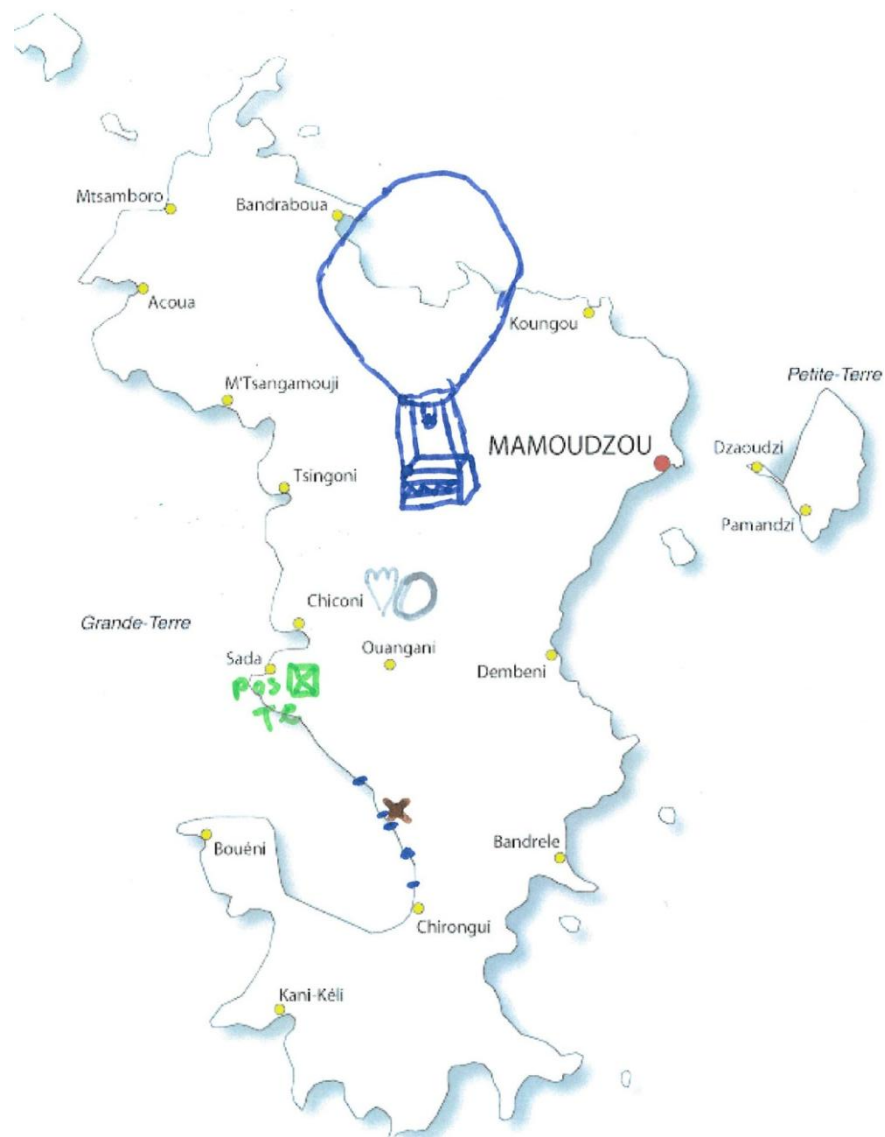 Mtsamboro
Bandraboua
Acoua
Koungou
M'Tsangamouji
Petite-Terre
MAMOUDZOU
Dzaoudzi
Tsingoni
Pamandzi
Chiconi
Grande-Terre
Ouangani
Sada
Dembeni
pos
Te
Bouéni
Bandrele
Chirongui
Kani-Kéli